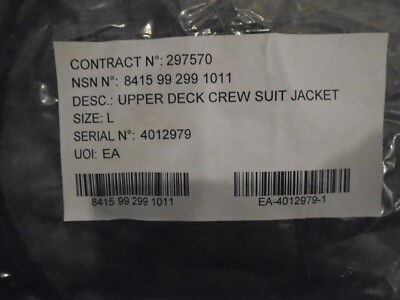 CONTRACT N°: 297570
NSN N°: 8415 99 299 1011
DESC.: UPPER DECK CREW SUIT JACKET
SIZE: L
SERIAL N°: 4012979
UOI: EA
8415 99 299 1011
EA-4012979-1